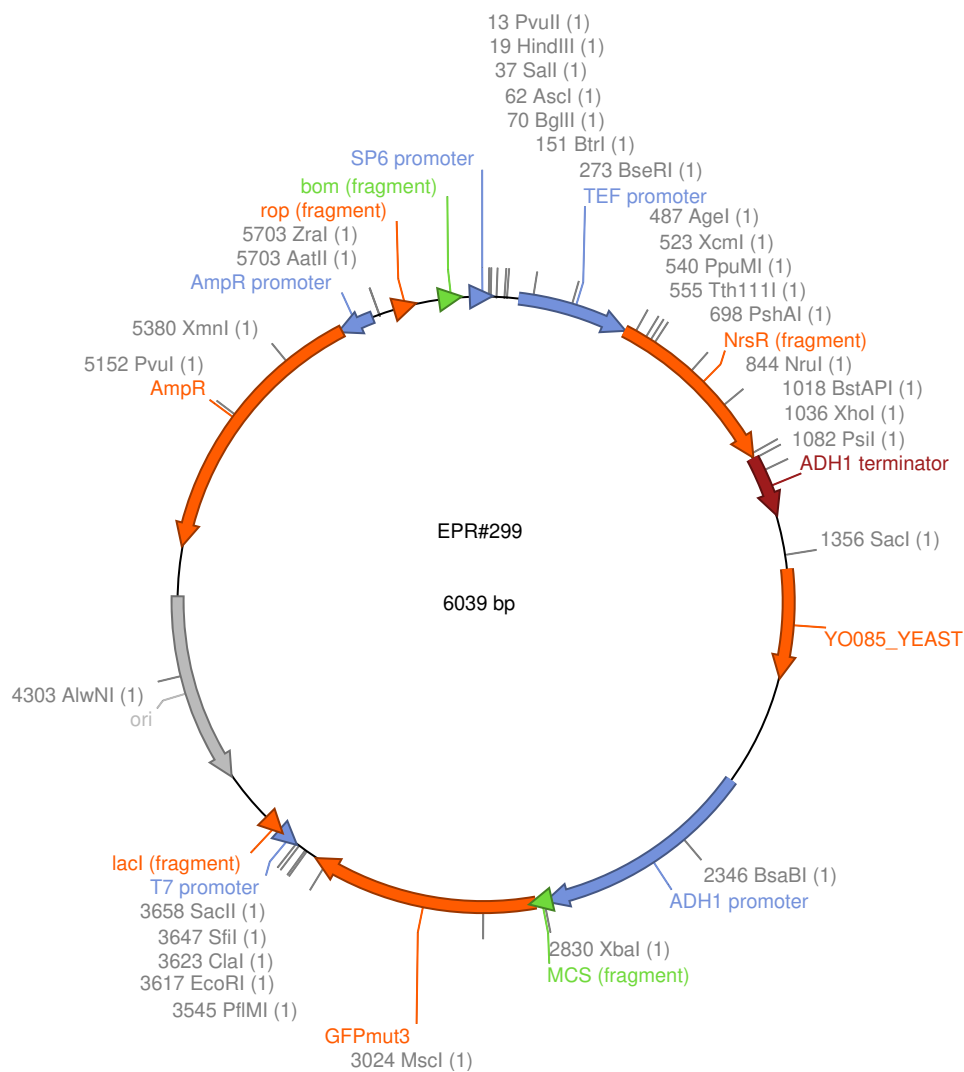 13 PvuII (1)
19 HindIII (1)
37 SalI (1)
62 AscI (1)
70 BglII (1)
151 BtrI (1)
273 BseRI (1)
TEF promoter
487 AgeI (1)
523 XcmI (1)
540 PpuMI (1)
555 Tth111I (1)
698 PshAI (1)
NrsR (fragment)
844 NruI (1)
1018 BstAPI (1)
1036 XhoI (1)
1082 PsiI (1)
ADH1 terminator
1356 SacI (1)
YO085_YEAST
2346 BsaBI (1)
ADH1 promoter
2830 XbaI (1)
MCS (fragment)
3024 MscI (1)
GFPmut3
3545 PflMI (1)
3617 EcoRI (1)
3623 ClaI (1)
3647 SfiI (1)
3658 SacII (1)
T7 promoter
lacI (fragment)
ori
4303 AlwNI (1)
AmpR
5152 PvuI (1)
5380 XmnI (1)
AmpR promoter
5703 AatII (1)
5703 ZraI (1)
rop (fragment)
bom (fragment)
SP6 promoter
EPR#299
6039 bp